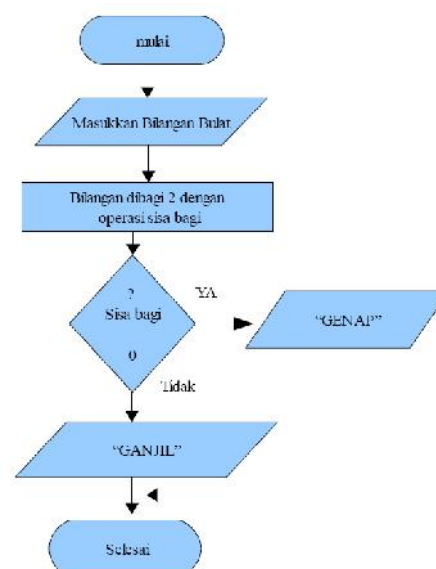 mulai
Masukkan Bilangan Bulat
Bilangan dibagi 2 dengan
operasi sisa bagi
?
Sisa bagi
0
YA
"GENAP"
Tidak
"GANJIL"
Selesai